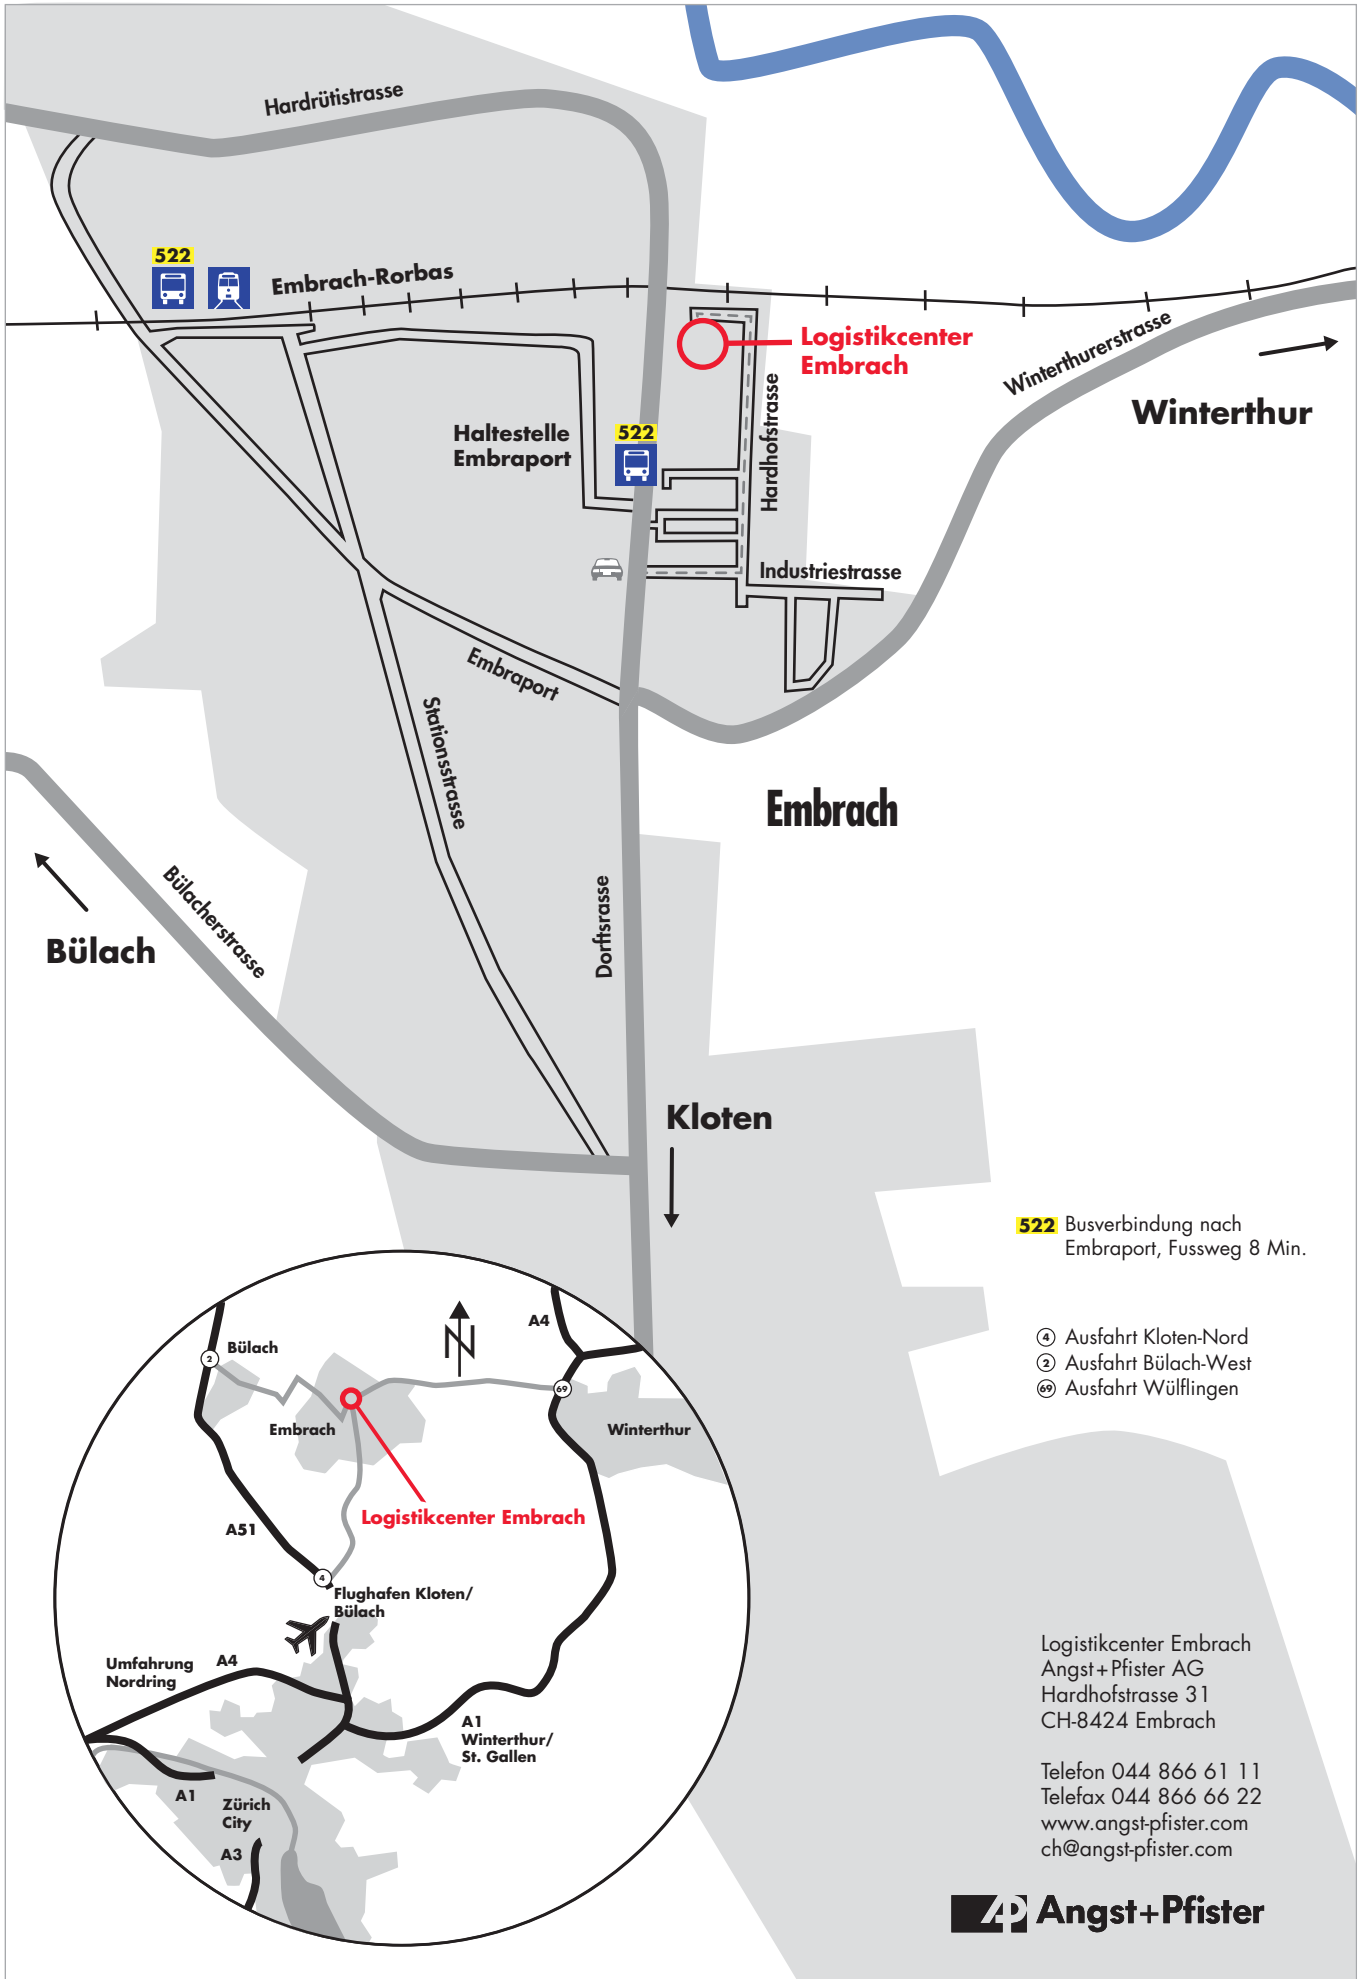 Hardrütistrasse
522
Embrach-Rorbas
Logistikcenter
Embrach
Winterthurerstrasse
Winterthur
Hardhofstrasse
Haltestelle
Embraport
522
Industriestrasse
Embraport
Stationsstrasse
Embrach
Bülacherstrasse
Bülach
Dorftsrasse
Kloten
522 Busverbindung nach
Embraport, Fussweg 8 Min.
4 Ausfahrt Kloten-Nord
2 Ausfahrt Bülach-West
69 Ausfahrt Wülflingen
N
A4
2
Bülach
69
Embrach
Winterthur
Logistikcenter Embrach
A51
4
Flughafen Kloten/
Bülach
Umfahrung
Nordring
A4
A1
Winterthur/
St. Gallen
A1
Zürich
City
A3
Logistikcenter Embrach
Angst+Pfister AG
Hardhofstrasse 31
CH-8424 Embrach
Telefon 044 866 61 11
Telefax 044 866 66 22
www.angst-pfister.com
ch@angst-pfister.com
AP Angst+Pfister